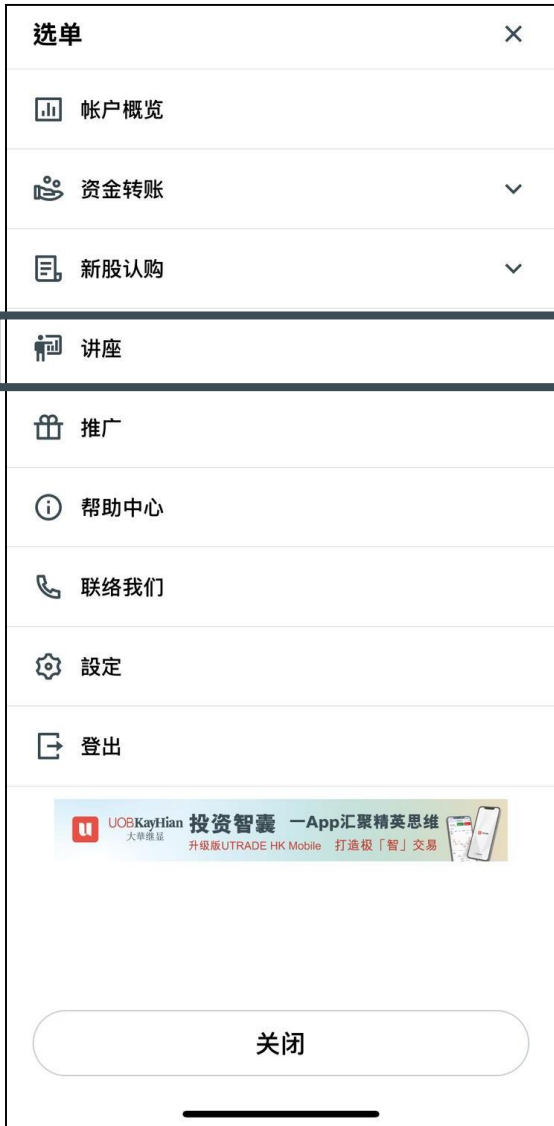 选单
帐户概览
资金转账
新股认购
讲座
推广
帮助中心
联络我们
設定
登出
UOBKayHian 投资智囊 一App汇聚精英思维
大華继显 升级版UTRADE HK Mobile 打造极「智」交易
关闭